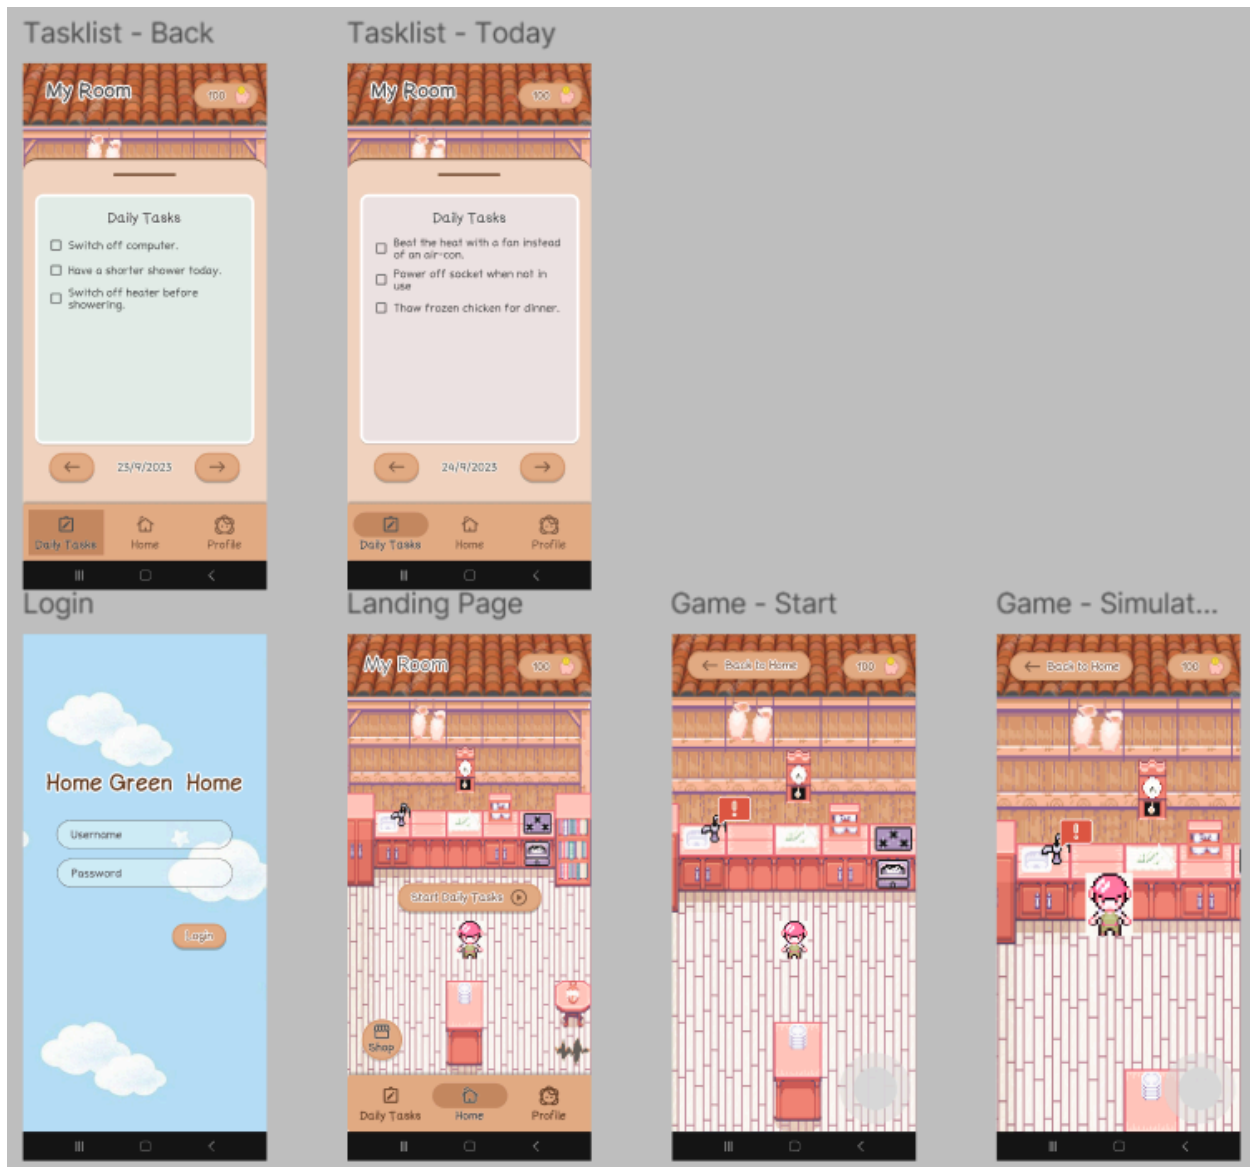 Tasklist - Back
My Room
100
Daily Tasks
Switch off computer.
Have a shorter shower today.
Switch off heater before
showering.
23/9/2023
Daily Tasks
Home
Profile
Tasklist - Today
My Room
100
Daily Tasks
Beat the heat with a fan instead
of an air-con.
Power off socket when not in
use
Thaw frozen chicken for dinner.
24/9/2023
Daily Tasks
Home
Profile
Login
Home Green Home
Username
Password
Login
Landing Page
My Room
100
Start Daily Tasks
Shop
Daily Tasks
Home
Profile
Game - Start
Back to Home
100
!
Game - Simulat...
Back to Home
100
!